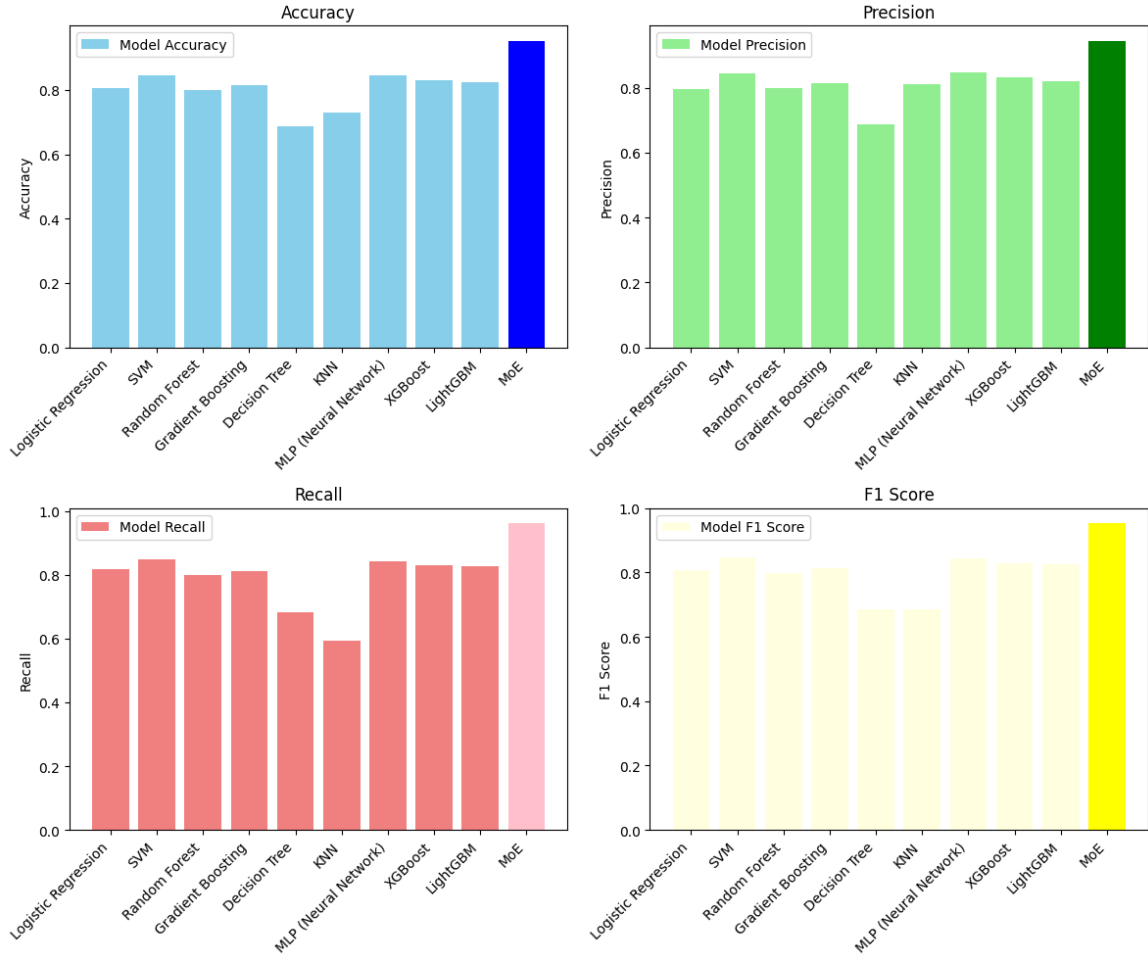 Accuracy
Model Accuracy
Accuracy
0.8
0.6
0.4
0.2
0.0
Logistic Regression
SVM
Random Forest
Gradient Boosting
Decision Tree
KNN
MLP (Neural Network)
XGBoost
LightGBM
MoE
Precision
Model Precision
Precision
0.8
0.6
0.4
0.2
0.0
Logistic Regression
SVM
Random Forest
Gradient Boosting
Decision Tree
KNN
MLP (Neural Network)
XGBoost
LightGBM
MoE
Recall
Model Recall
Recall
1.0
0.8
0.6
0.4
0.2
0.0
Logistic Regression
SVM
Random Forest
Gradient Boosting
Decision Tree
KNN
MLP (Neural Network)
XGBoost
LightGBM
MoE
F1 Score
Model F1 Score
F1 Score
1.0
0.8
0.6
0.4
0.2
0.0
Logistic Regression
SVM
Random Forest
Gradient Boosting
Decision Tree
KNN
MLP (Neural Network)
XGBoost
LightGBM
MoE